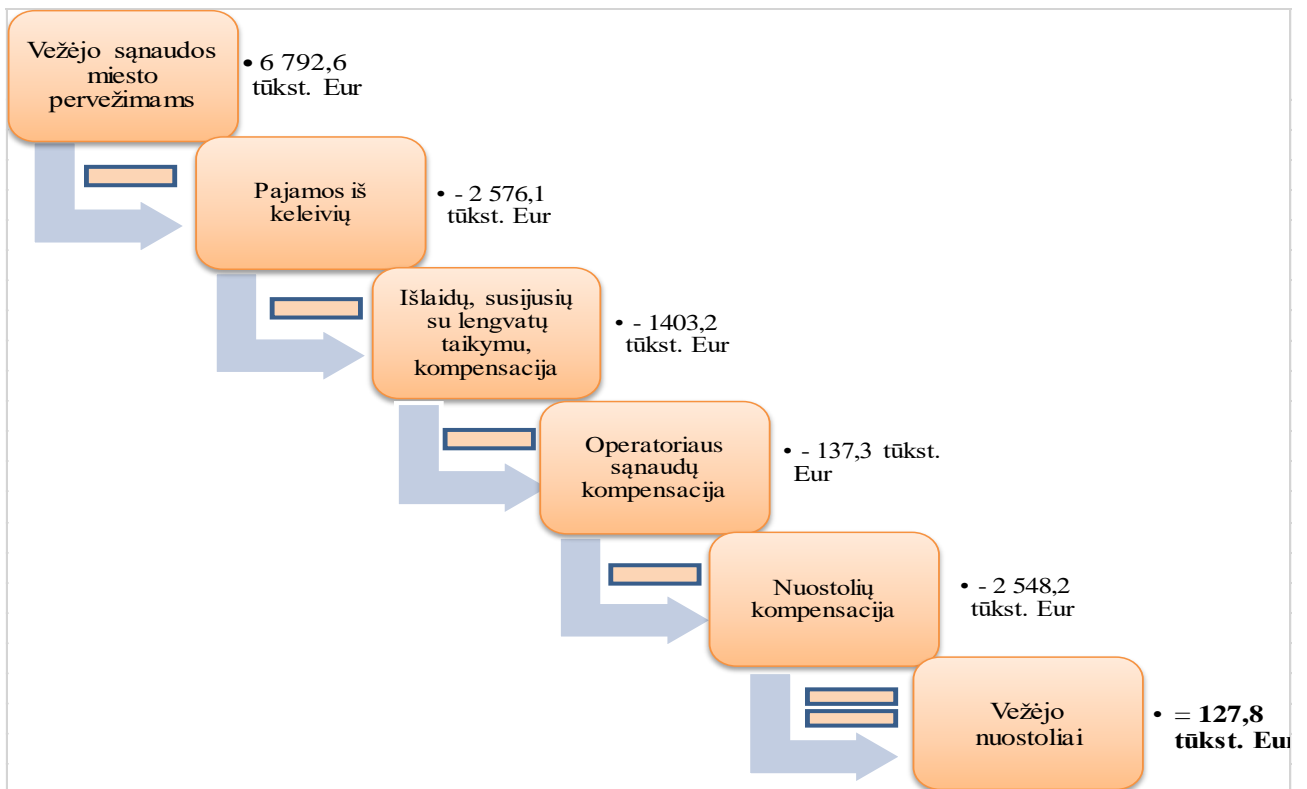 Vežėjo sąnaudos
miesto
pervežimams
• 6 792,6
tūkst. Eur
Pajamos iš
keleivių
• - 2 576,1
tūkst. Eur
Išlaidų, susijusių
su lengvatų
taikymu,
kompensacija
• - 1403,2
tūkst. Eur
Operatoriaus
sąnaudų
kompensacija
• - 137,3 tūkst.
Eur
Nuostolių
kompensacija
• - 2 548,2
tūkst. Eur
Vežėjo
nuostoliai
• = 127,8
tūkst. Eur